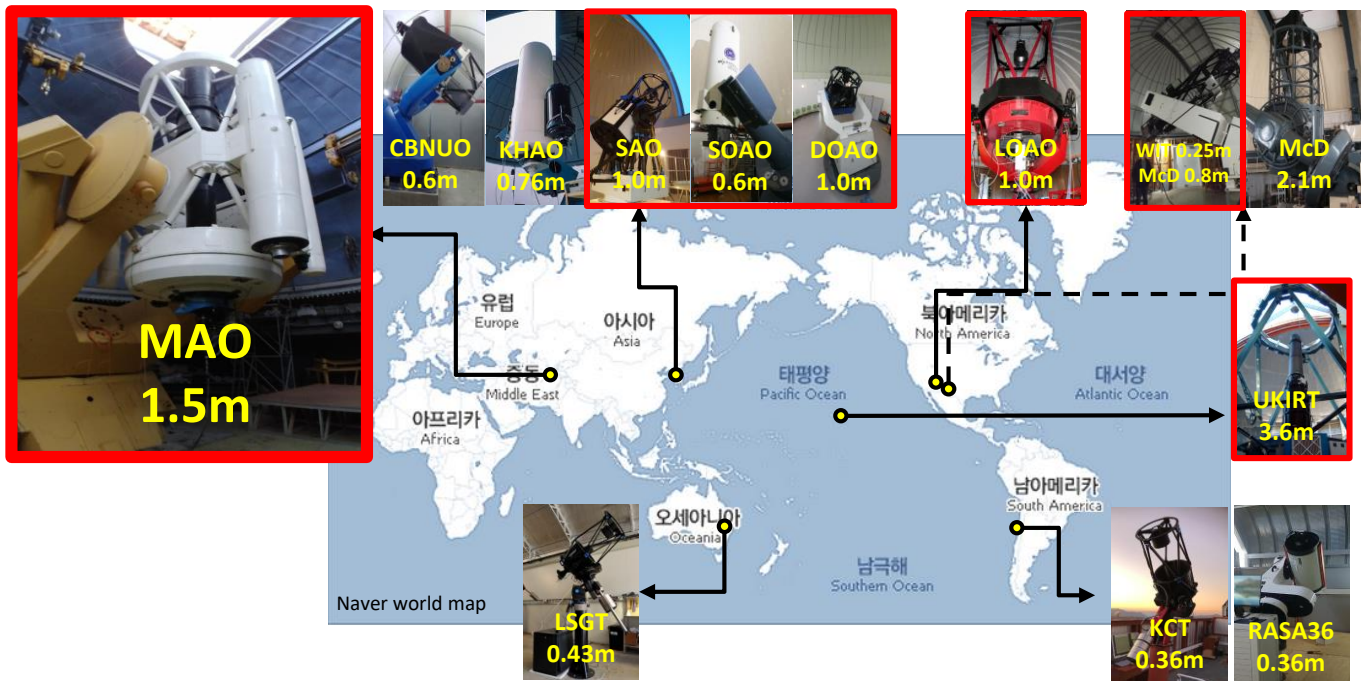 MAO
1.5m
CBNUO
0.6m
KHAO
0.76m
SAO
1.0m
SOAO
0.6m
DOAO
1.0m
LOAO
1.0m
WIT 0.25m
McD 0.8m
McD
2.1m
유럽
Europe
아시아
Asia
중동
Middle East
아프리카
Africa
태평양
Pacific Ocean
북아메리카
North America
대서양
Atlantic Ocean
UKIRT
3.6m
오세아니아
Oceania
남아메리카
South America
남극해
Southern Ocean
Naver world map
LSGT
0.43m
KCT
0.36m
RASA36
0.36m